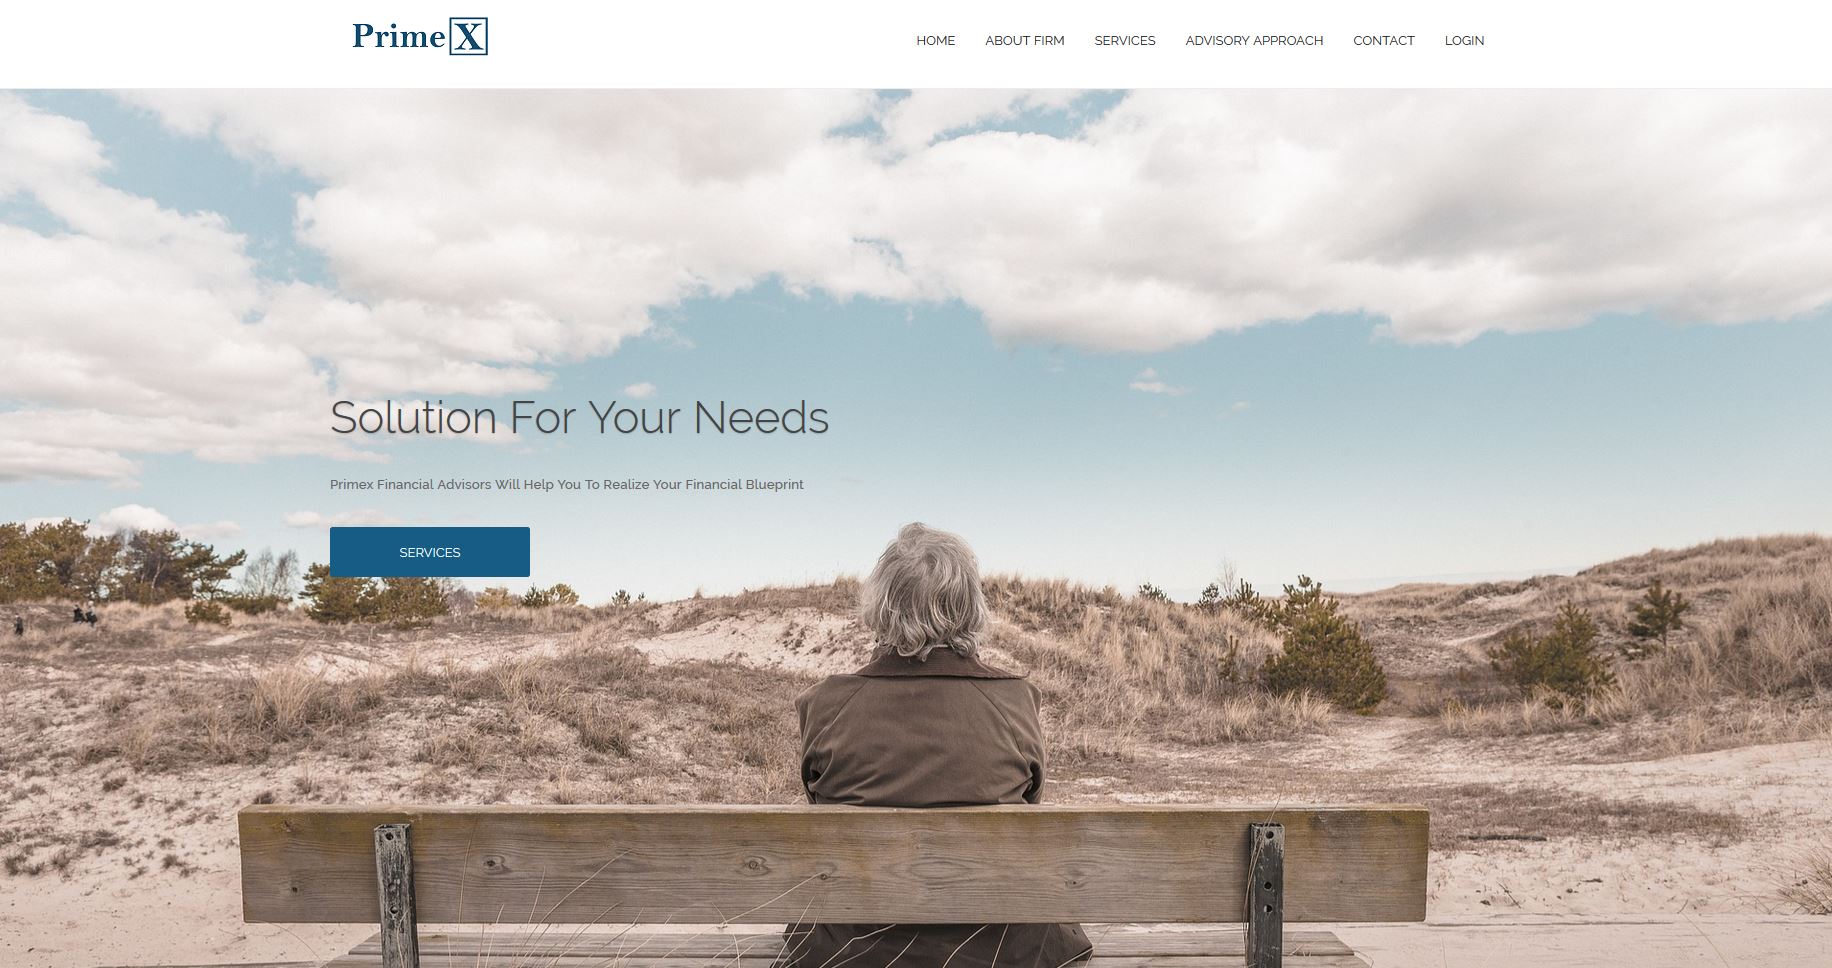 Prime X
HOME ABOUT FIRM SERVICES ADVISORY APPROACH CONTACT LOGIN
Solution For Your Needs
Primex Financial Advisors Will Help You To Realize Your Financial Blueprint
SERVICES